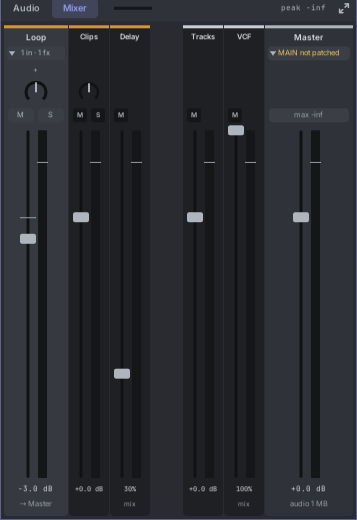 Audio Mixer peak -inf
Loop Clips Delay Tracks VCF Master
1 in · 1 fx MAIN not patched
+
M S M S M M M max -inf
-3.0 dB +0.0 dB 30% +0.0 dB 100% +0.0 dB
→ Master mix mix audio 1 MB